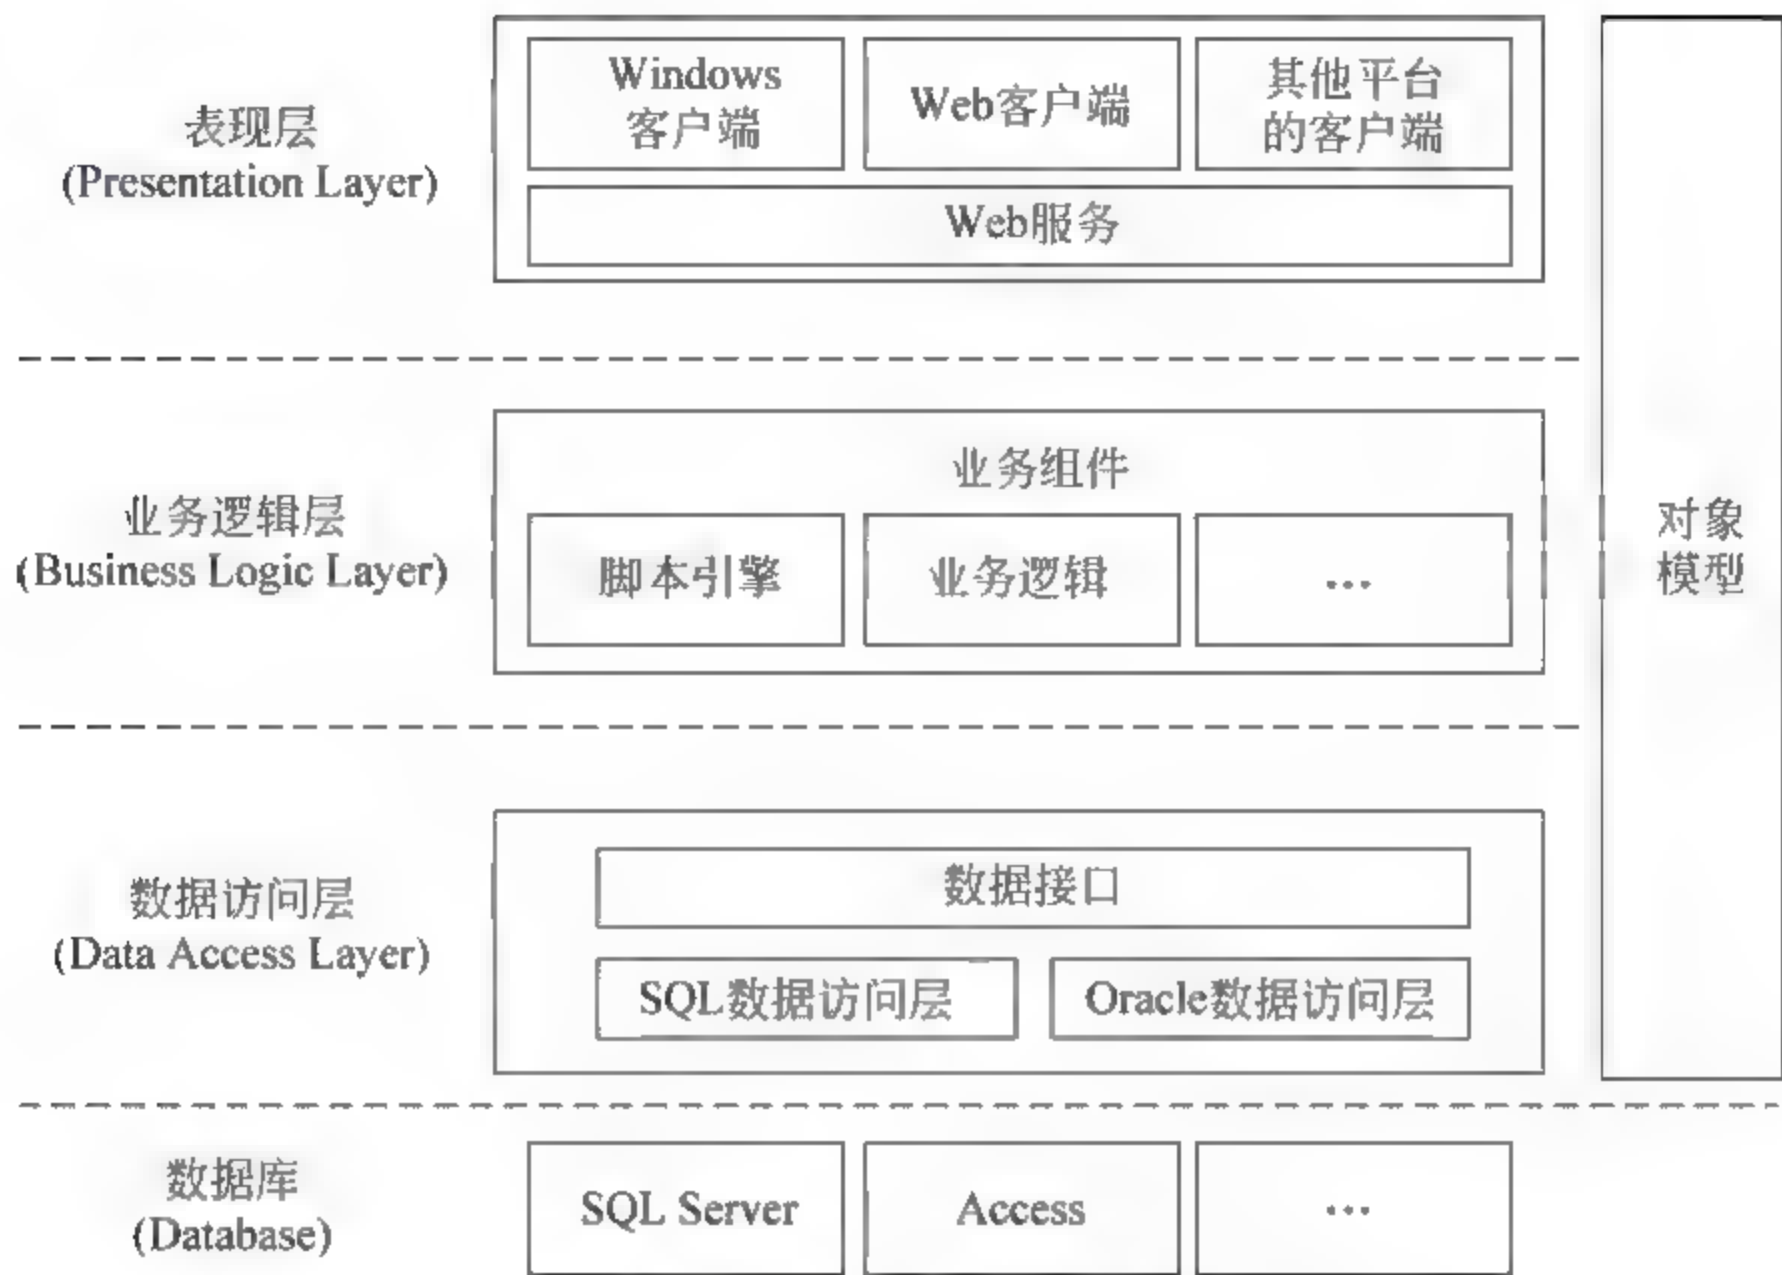 表现层
(Presentation Layer)
Windows
客户端
Web客户端
其他平台
的客户端
Web服务
业务逻辑层
(Business Logic Layer)
业务组件
脚本引擎
业务逻辑
…
对象
模型
数据访问层
(Data Access Layer)
数据接口
SQL数据访问层
Oracle数据访问层
数据库
(Database)
SQL Server
Access
…